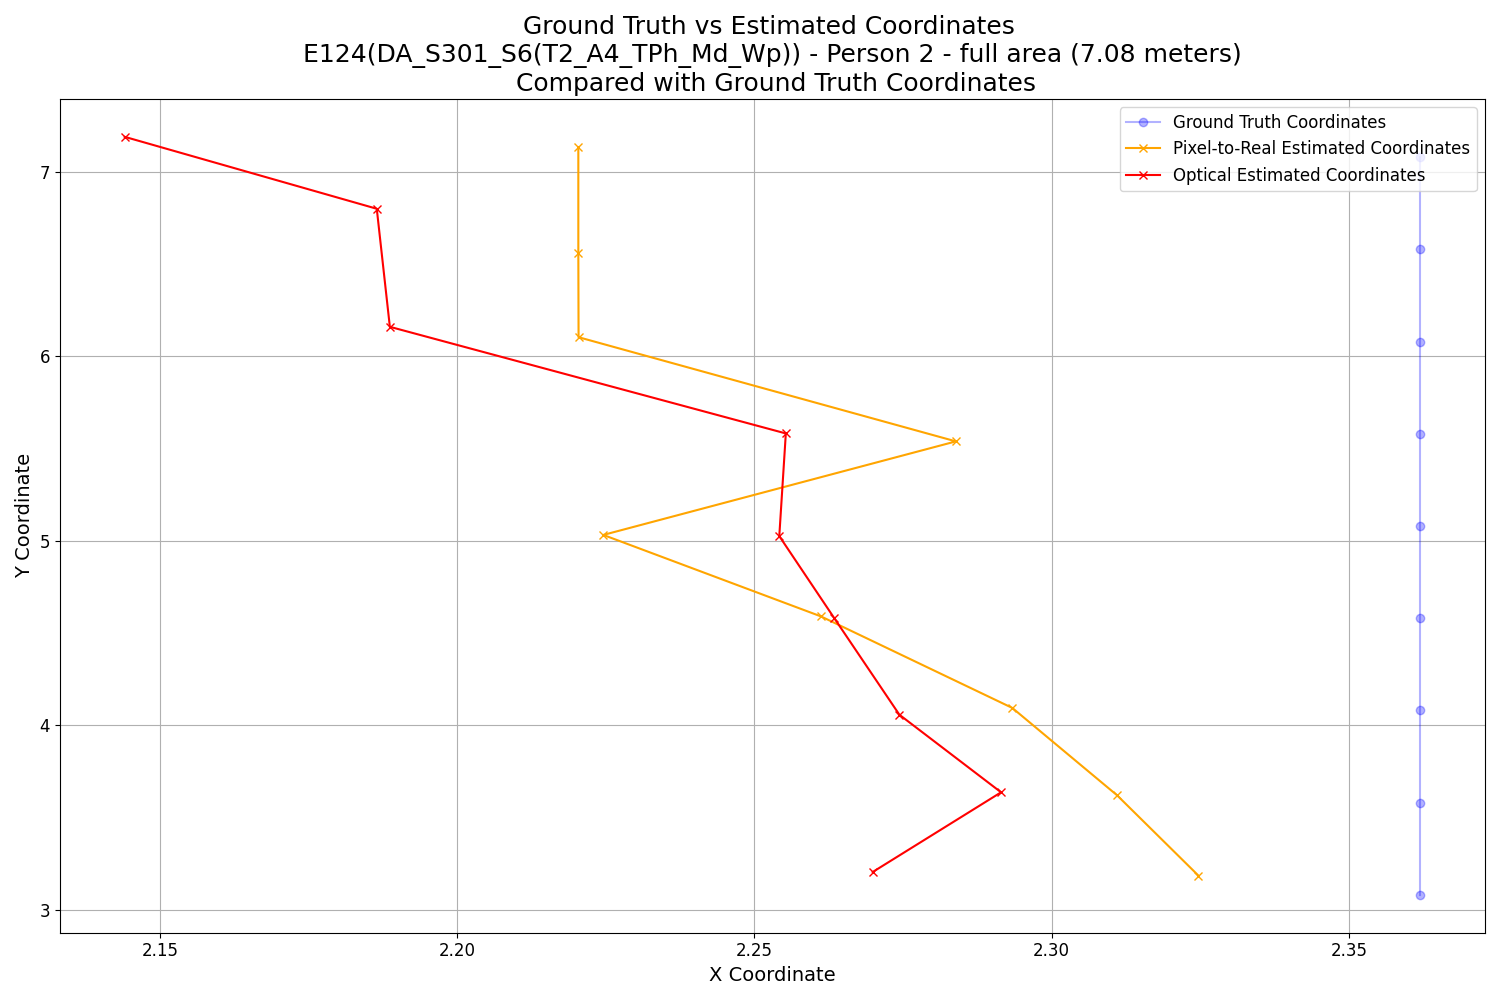 Ground Truth vs Estimated Coordinates
E124(DA_S301_S6(T2_A4_TPh_Md_Wp)) - Person 2 - full area (7.08 meters)
Compared with Ground Truth Coordinates
Ground Truth Coordinates
Pixel-to-Real Estimated Coordinates
Optical Estimated Coordinates
Y Coordinate
7
6
5
4
3
2.15
2.20
2.25
2.30
2.35
X Coordinate